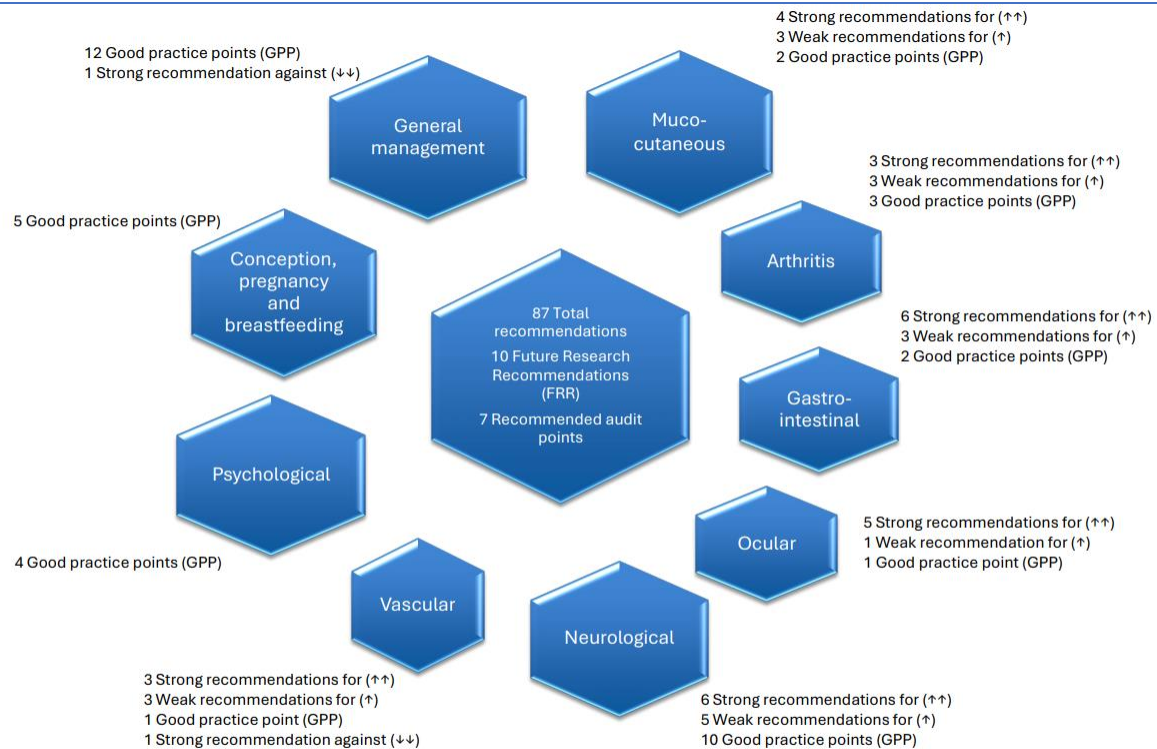 12 Good practice points (GPP)
1 Strong recommendation against (↓↓)
General
management
4 Strong recommendations for (↑↑)
3 Weak recommendations for (↑)
2 Good practice points (GPP)
Muco-
cutaneous
3 Strong recommendations for (↑↑)
3 Weak recommendations for (↑)
3 Good practice points (GPP)
Arthritis
6 Strong recommendations for (↑↑)
3 Weak recommendations for (↑)
2 Good practice points (GPP)
Gastro-
intestinal
5 Strong recommendations for (↑↑)
1 Weak recommendation for (↑)
1 Good practice point (GPP)
Ocular
Neurological
6 Strong recommendations for (↑↑)
5 Weak recommendations for (↑)
10 Good practice points (GPP)
Vascular
3 Strong recommendations for (↑↑)
3 Weak recommendations for (↑)
1 Good practice point (GPP)
1 Strong recommendation against (↓↓)
Psychological
4 Good practice points (GPP)
5 Good practice points (GPP)
Conception,
pregnancy
and
breastfeeding
87 Total
recommendations
10 Future Research
Recommendations
(FRR)
7 Recommended audit
points